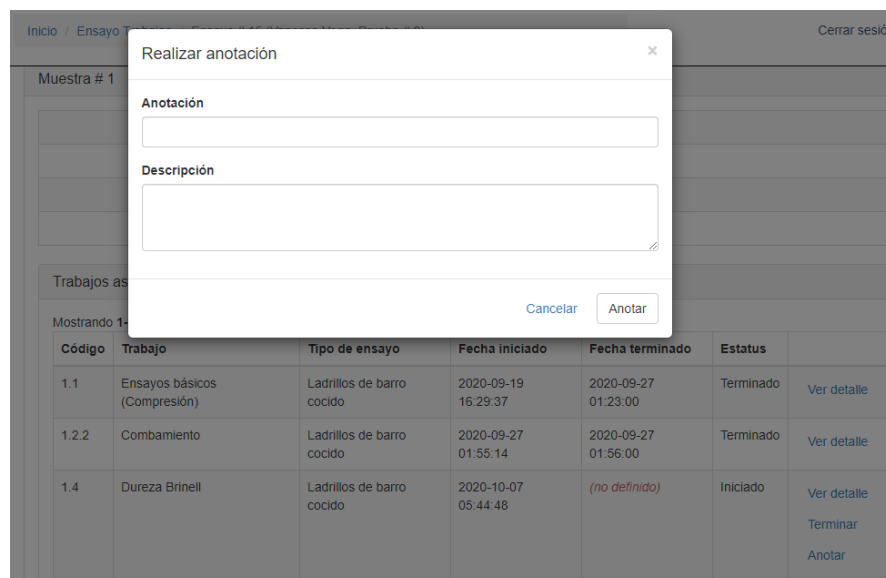 Inicio / Ensayo
Cerrar sesió
Realizar anotación
×
Muestra # 1
Anotación
Descripción
Trabajos as
Cancelar
Anotar
Mostrando 1-
Código Trabajo Tipo de ensayo Fecha iniciado Fecha terminado Estatus
1.1 Ensayos básicos Ladrillos de barro 2020-09-19 2020-09-27 Terminado Ver detalle
(Compresión) cocido 16:29:37 01:23:00
1.2.2 Combamiento Ladrillos de barro 2020-09-27 2020-09-27 Terminado Ver detalle
cocido 01:55:14 01:56:00
1.4 Dureza Brinell Ladrillos de barro 2020-10-07 (no definido) Iniciado Ver detalle
cocido 05:44:48
Terminar
Anotar